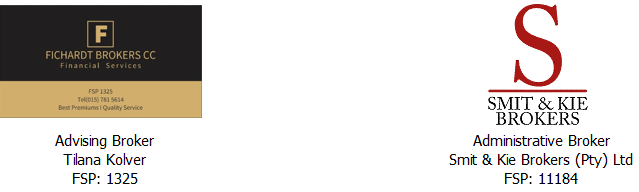 F
FICHARDT BROKERS CC
Financial Services
FSP 1325
Tel(015) 781 5614
Best Premiums I Quality Service
Advising Broker
Tilana Kolver
FSP: 1325
S
SMIT & KIE
BROKERS
Administrative Broker
Smit & Kie Brokers (Pty) Ltd
FSP: 11184